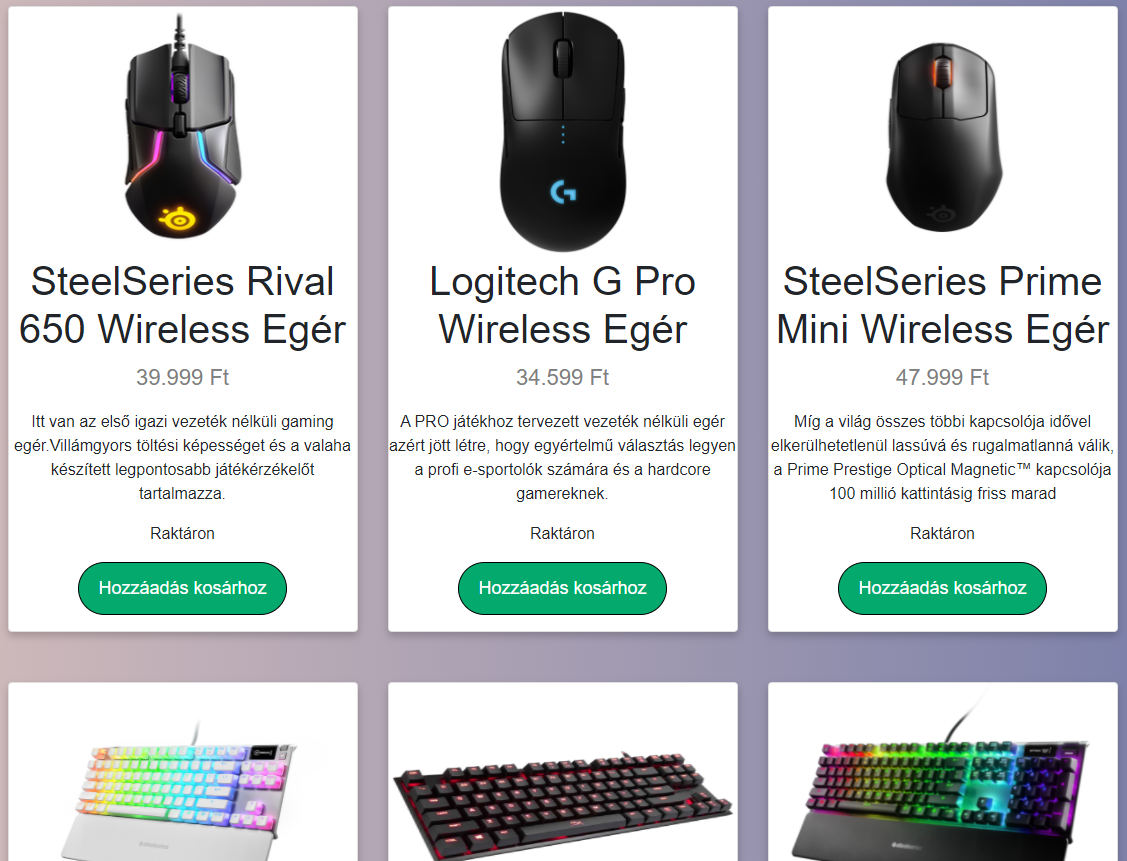 SteelSeries Rival
650 Wireless Egér
39.999 Ft
Itt van az első igazi vezeték nélküli gaming
egér.Villámgyors töltési képességet és a valaha
készített legpontosabb játékérzékelőt
tartalmazza.
Raktáron
Hozzáadás kosárhoz
Logitech G Pro
Wireless Egér
34.599 Ft
A PRO játékhoz tervezett vezeték nélküli egér
azért jött létre, hogy egyértelmű választás legyen
a profi e-sportolók számára és a hardcore
gamereknek.
Raktáron
Hozzáadás kosárhoz
SteelSeries Prime
Mini Wireless Egér
47.999 Ft
Míg a világ összes többi kapcsolója idővel
elkerülhetetlenül lassúvá és rugalmatlanná válik,
a Prime Prestige Optical Magnetic™ kapcsolója
100 millió kattintásig friss marad
Raktáron
Hozzáadás kosárhoz